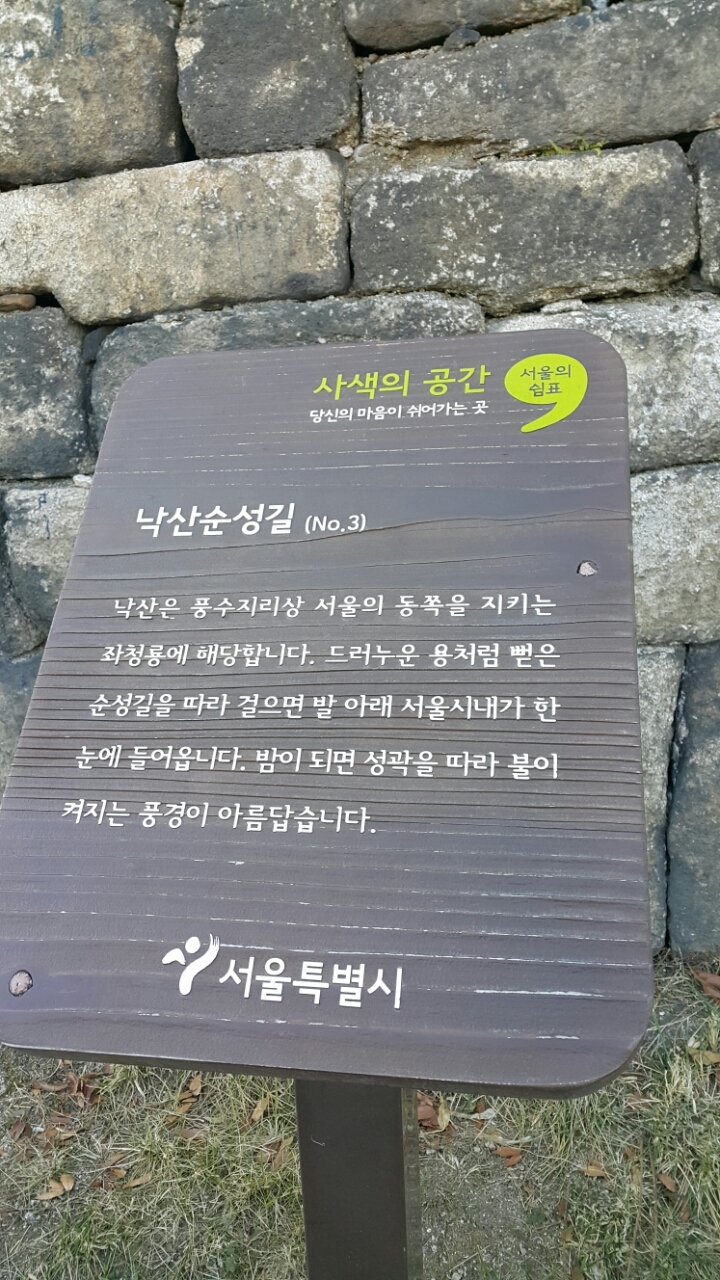 사색의 공간
당신의 마음이 쉬어가는 곳
서울의
쉼표
낙산순성길 (No.3)
낙산은 풍수지리상 서울의 동쪽을 지키는
좌청룡에 해당합니다. 드러누운 용처럼 뻗은
순성길을 따라 걸으면 발 아래 서울시내가 한
눈에 들어옵니다. 밤이 되면 성곽을 따라 불이
켜지는 풍경이 아름답습니다.
서울특별시